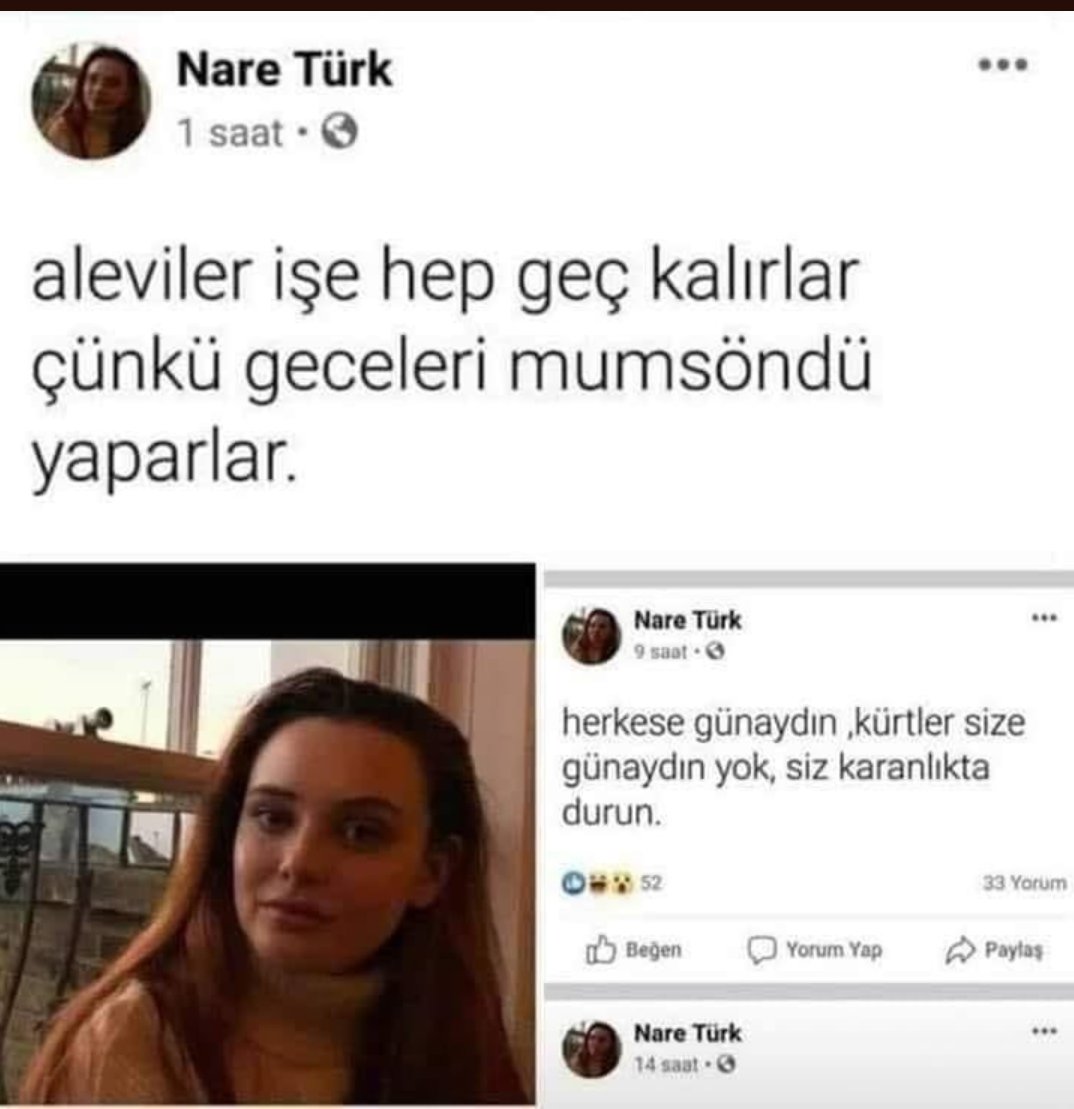 Nare Türk
1 saat
aleviler işe hep geç kalırlar
çünkü geceleri mumsöndü
yaparlar.
Nare Türk
9 saat
herkese günaydın ,kürtler size
günaydın yok, siz karanlıkta
durun.
52
33 Yorum
Beğen Yorum Yap Paylaş
Nare Türk
14 saat